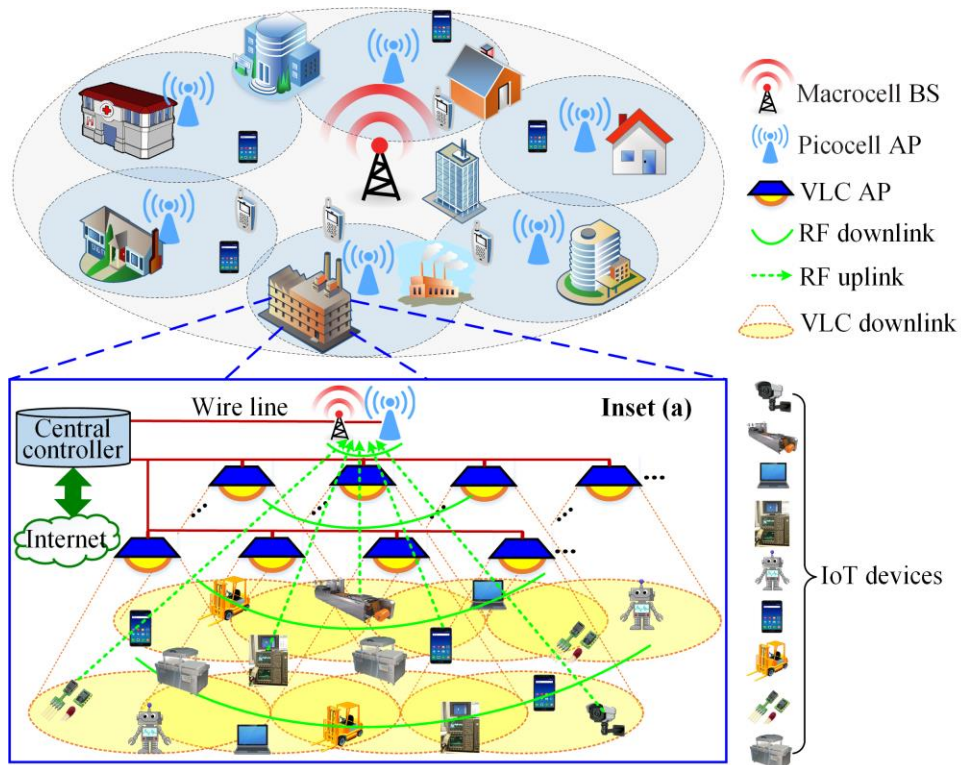 Macrocell BS
Picocell AP
VLC AP
RF downlink
RF uplink
VLC downlink
Inset (a)
Wire line
Central
controller
Internet
IoT devices